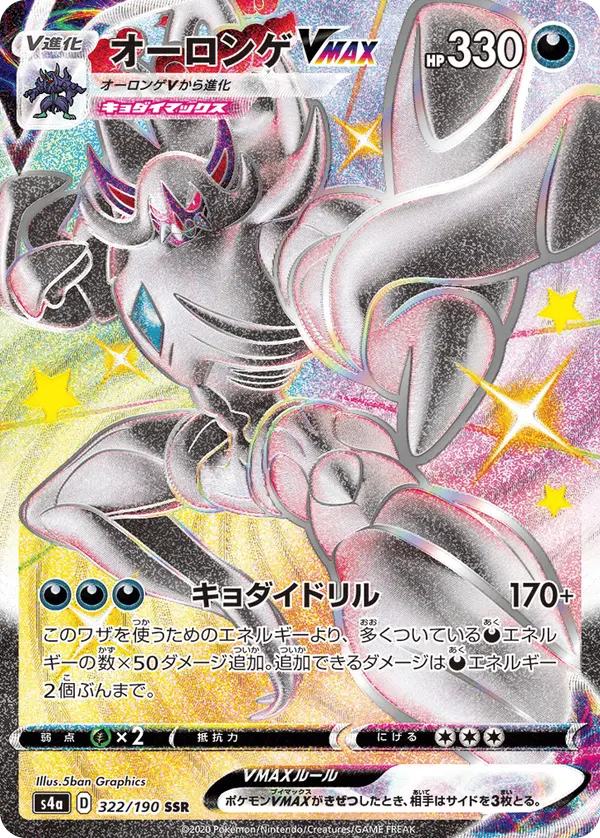 V進化
オーロンゲVMAX
HP330
オーロンゲVから進化
キョダイマックス
キョダイドリル 170+
このワザを使うためのエネルギーより、多くついているエネル
ギーの数×50ダメージ追加。追加できるダメージはエネルギー
2個ぶんまで。
弱点 ×2 抵抗力 にげる
Illus.5ban Graphics
VMAXルール
s4a D 322/190 SSR
ポケモンVMAXがきぜつしたとき、相手はサイドを3枚とる。
©2020 Pokémon/Nintendo/Creatures/GAME FREAK